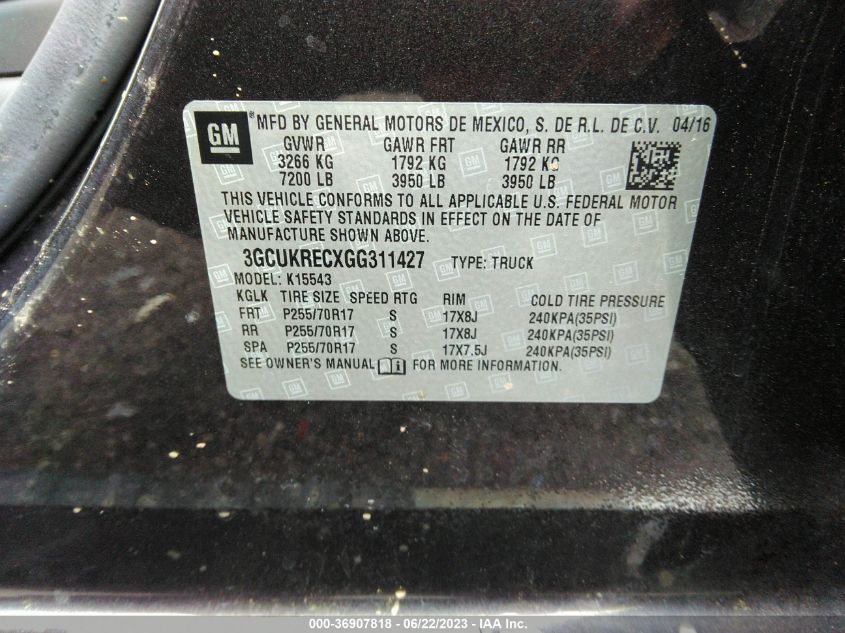 GM ® MFD BY GENERAL MOTORS DE MEXICO, S. DE R.L. DE C.V. 04/16
GVWR GAWR FRT GAWR RR
3266 KG 1792 KG 1792 KG
7200 LB 3950 LB 3950 LB
THIS VEHICLE CONFORMS TO ALL APPLICABLE U.S. FEDERAL MOTOR
VEHICLE SAFETY STANDARDS IN EFFECT ON THE DATE OF
MANUFACTURE SHOWN ABOVE.
3GCUKRECXGG311427 TYPE: TRUCK
MODEL: K15543
KGLK TIRE SIZE SPEED RTG RIM COLD TIRE PRESSURE
FRT P255/70R17 S 17X8J 240KPA(35PSI)
RR P255/70R17 S 17X8J 240KPA(35PSI)
SPA P255/70R17 S 17X7.5J 240KPA(35PSI)
SEE OWNER'S MANUAL i FOR MORE INFORMATION.
000-36907818 - 06/22/2023 - © IAA Inc.